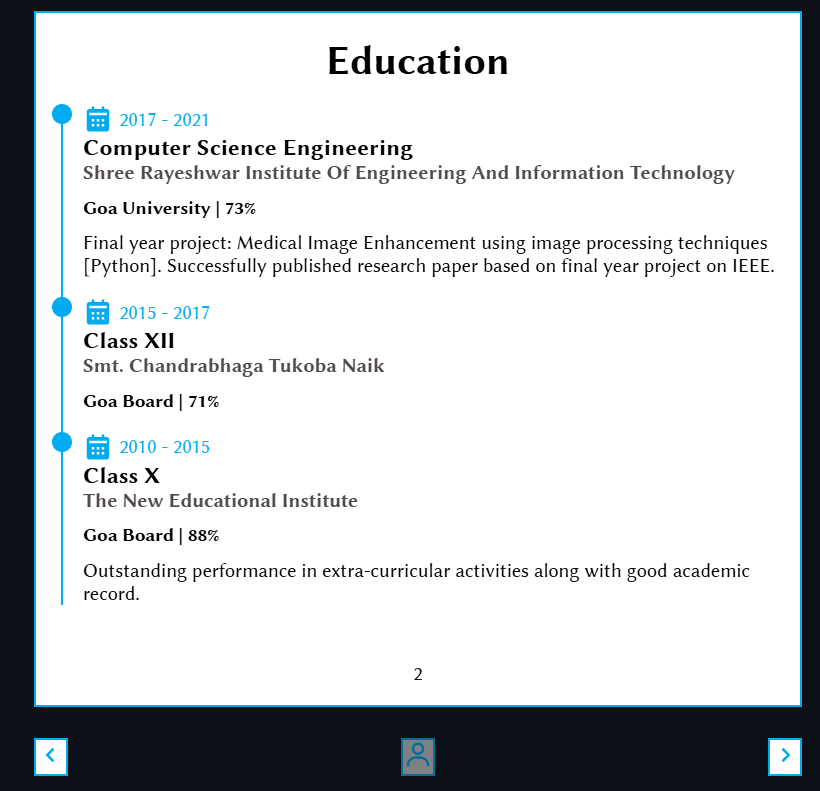 Education
2017 - 2021
Computer Science Engineering
Shree Rayeshwar Institute Of Engineering And Information Technology
Goa University | 73%
Final year project: Medical Image Enhancement using image processing techniques
[Python]. Successfully published research paper based on final year project on IEEE.
2015 - 2017
Class XII
Smt. Chandrabhaga Tukoba Naik
Goa Board | 71%
2010 - 2015
Class X
The New Educational Institute
Goa Board | 88%
Outstanding performance in extra-curricular activities along with good academic
record.
2